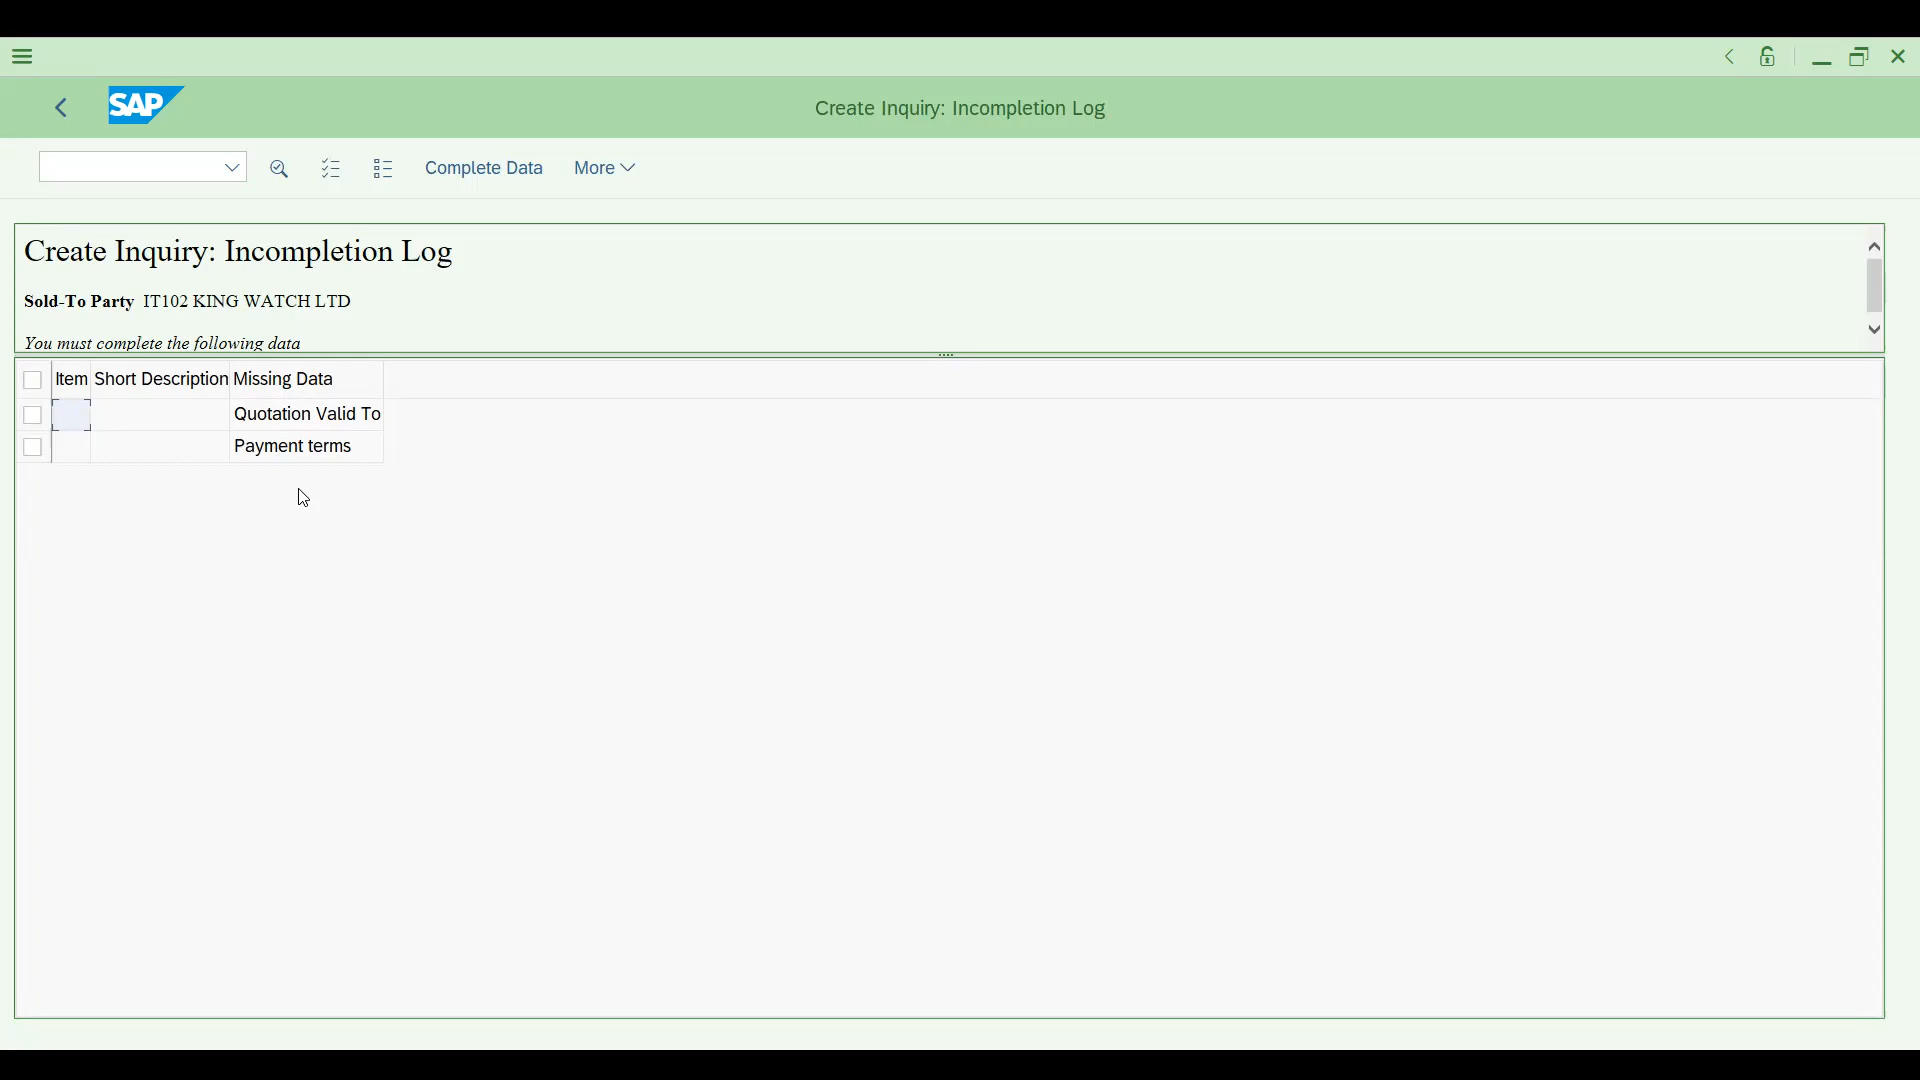 SAP
Create Inquiry: Incompletion Log
Complete Data More
Create Inquiry: Incompletion Log
Sold-To Party IT102 KING WATCH LTD
You must complete the following data
Item Short Description Missing Data
Quotation Valid To
Payment terms